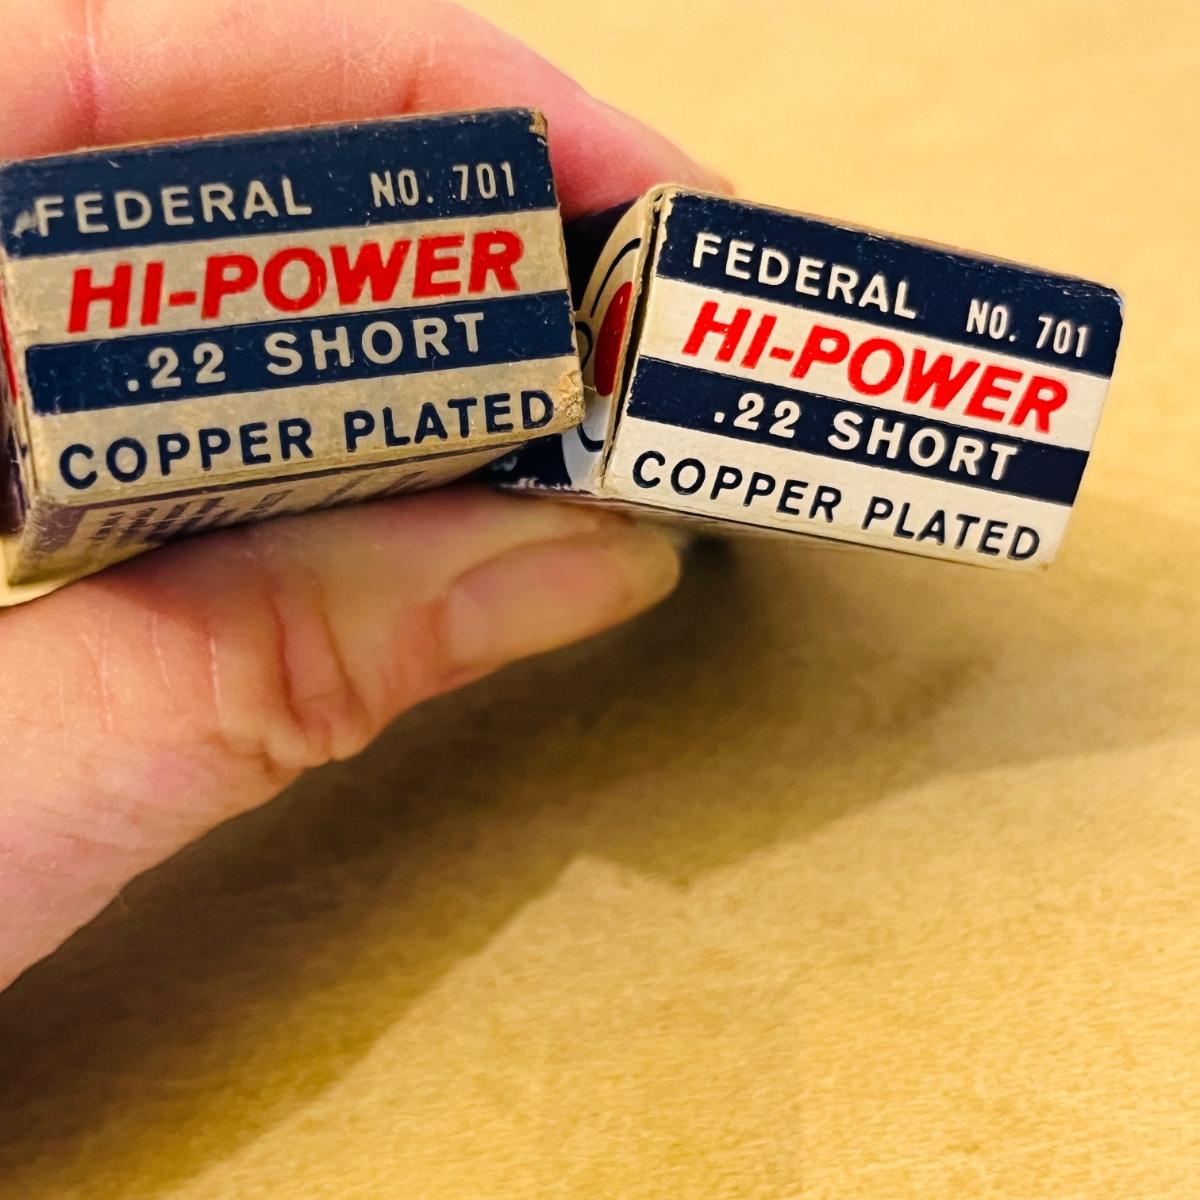 FEDERAL NO. 701
HI-POWER
.22 SHORT
COPPER PLATED
FEDERAL NO. 701
HI-POWER
.22 SHORT
COPPER PLATED